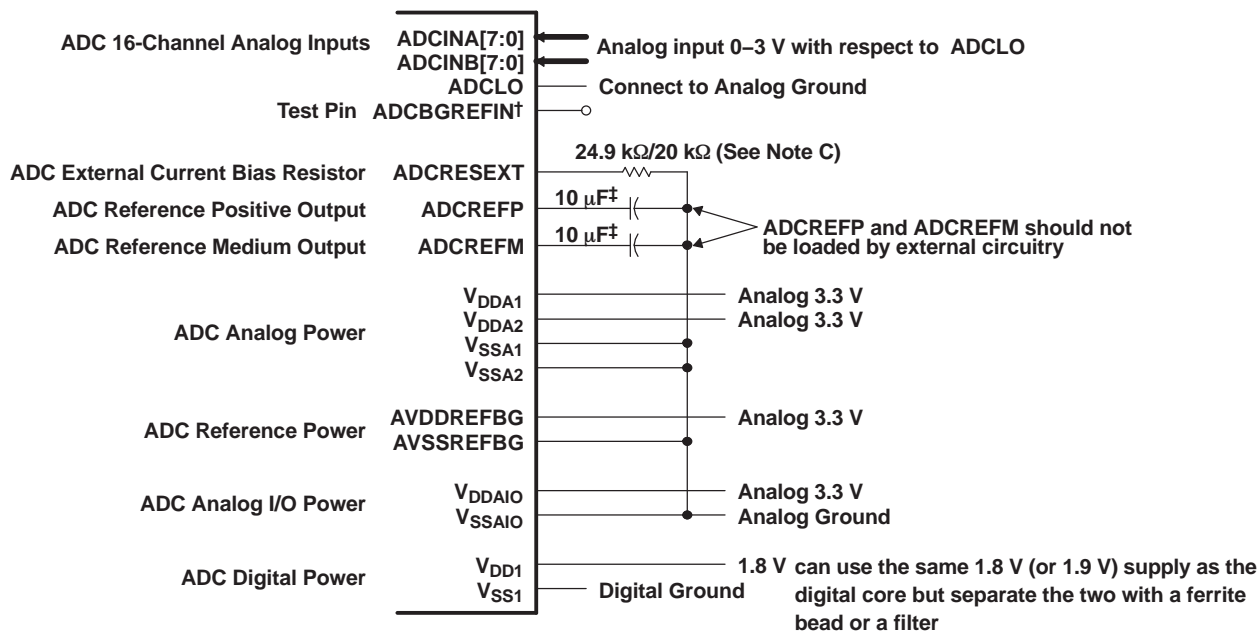 ADC 16-Channel Analog Inputs ADCINA[7:0]
ADCINB[7:0]
Analog input 0–3 V with respect to ADCLO
ADCLO Connect to Analog Ground
Test Pin ADCBGREFIN†
24.9 kΩ/20 kΩ (See Note C)
ADC External Current Bias Resistor ADCRESEXT
ADC Reference Positive Output ADCREFP 10 μF‡
ADC Reference Medium Output ADCREFM 10 μF‡
ADCREFP and ADCREFM should not
be loaded by external circuitry
VDDA1 Analog 3.3 V
VDDA2 Analog 3.3 V
ADC Analog Power
VSSA1
VSSA2
AVDDREFBG Analog 3.3 V
ADC Reference Power
AVSSREFBG
VDDAIO Analog 3.3 V
ADC Analog I/O Power
VSSAIO Analog Ground
VDD1 1.8 V can use the same 1.8 V (or 1.9 V) supply as the
ADC Digital Power
VSS1 Digital Ground
digital core but separate the two with a ferrite
bead or a filter